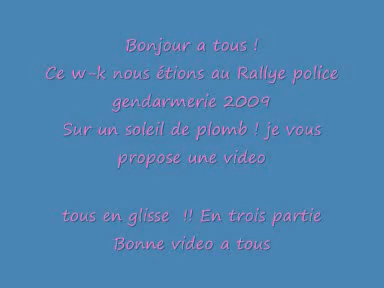 Bonjour a tous !
Ce w-k nous étions au Rallye police
gendarmerie 2009
Sur un soleil de plomb ! je vous
propose une video
tous en glisse !! En trois partie
Bonne video a tous